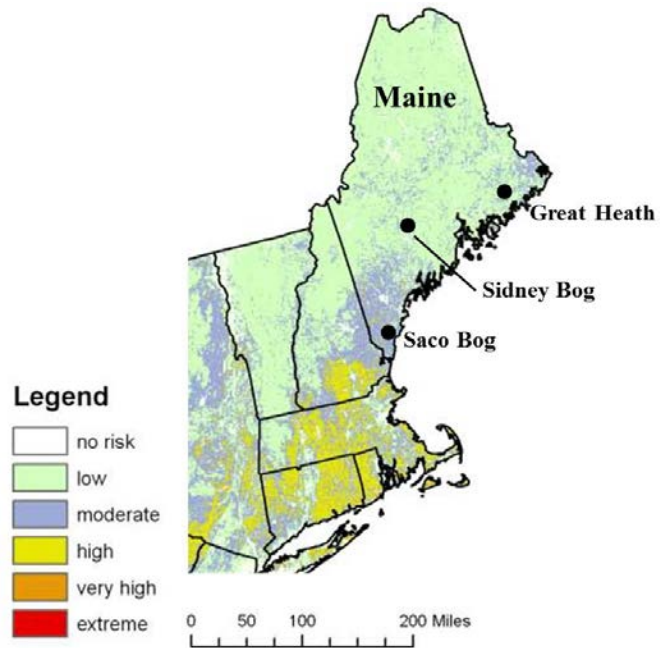 Maine
Great Heath
Sidney Bog
Saco Bog
Legend
no risk
low
moderate
high
very high
extreme
0 50 100 200 Miles